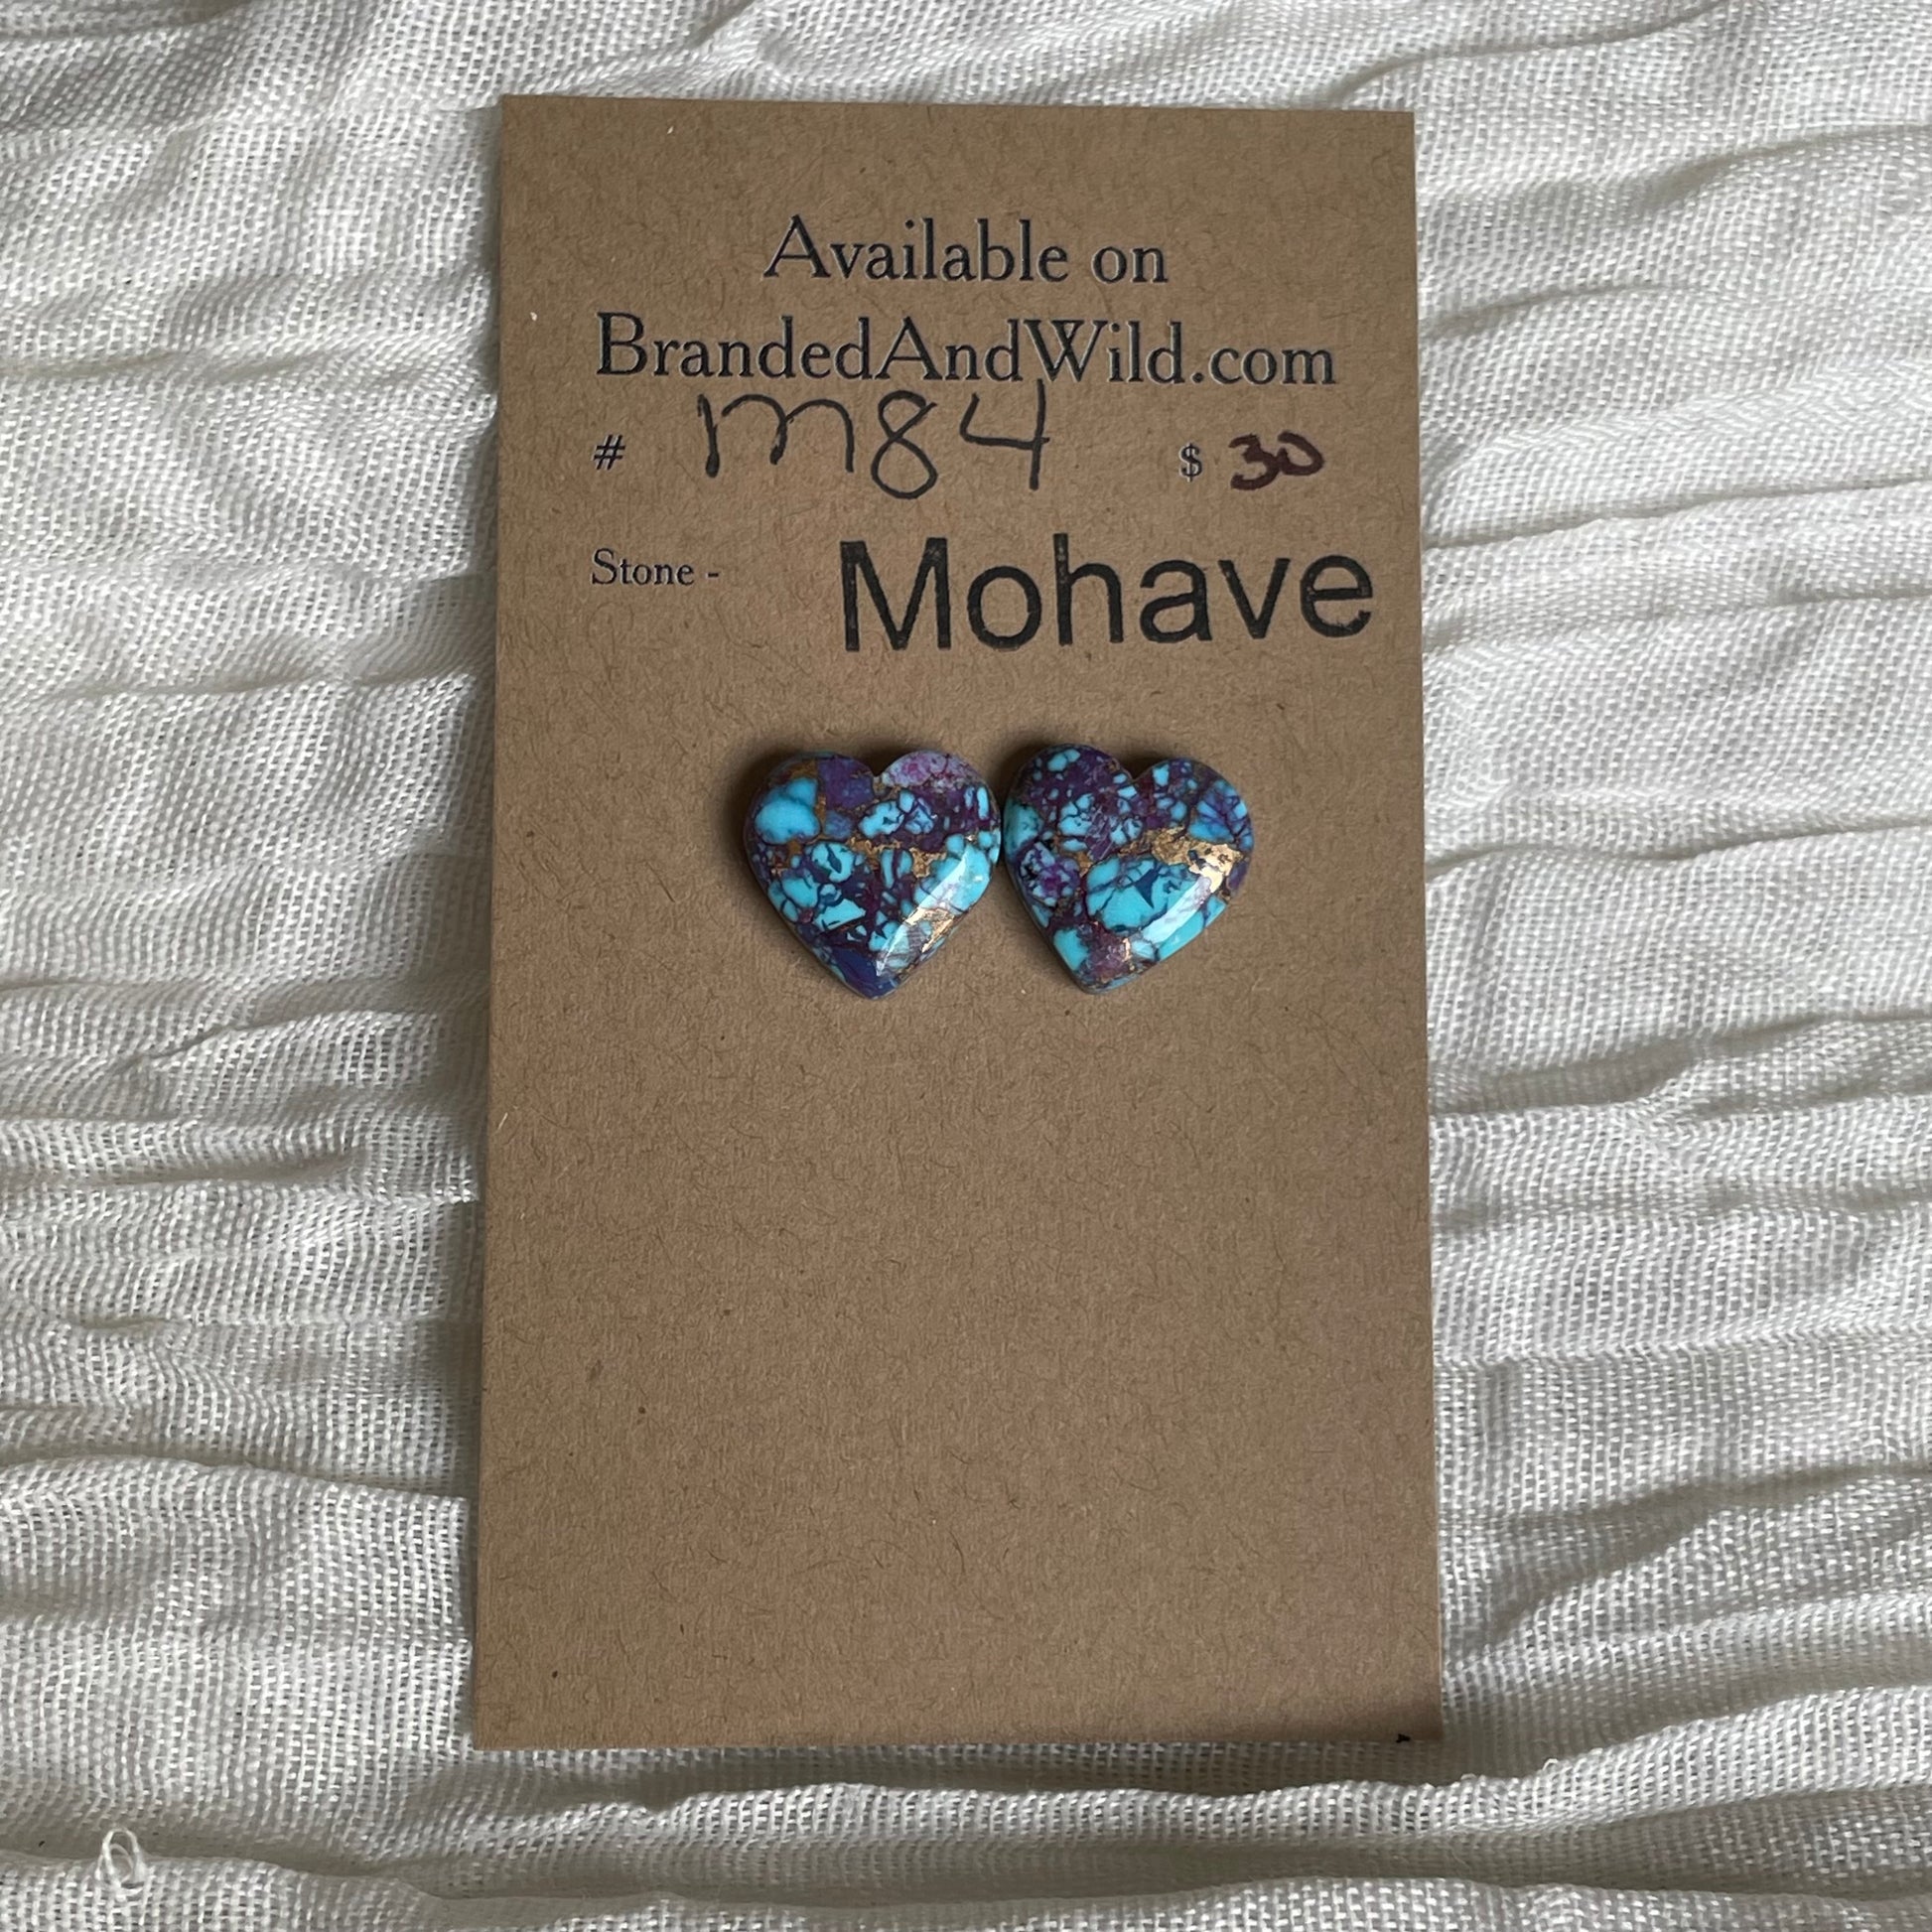 Available on
BrandedAndWild.com
# M84 $ 30
Stone - Mohave